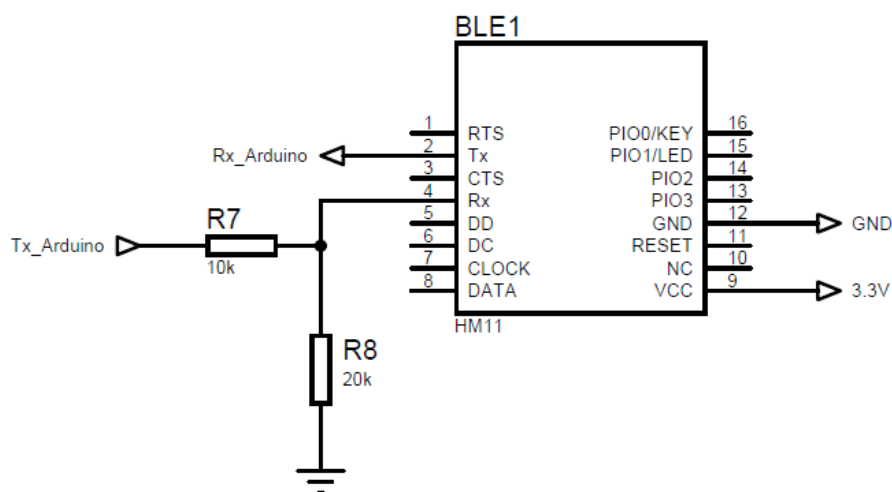 BLE1
1 RTS PIO0/KEY 16
Rx_Arduino 2 Tx PIO1/LED 15
3 CTS PIO2 14
4 Rx PIO3 13
R7 5 DD GND 12 GND
Tx_Arduino 6 DC RESET 11
10k 7 CLOCK NC 10
8 DATA VCC 9 3.3V
HM11
R8
20k